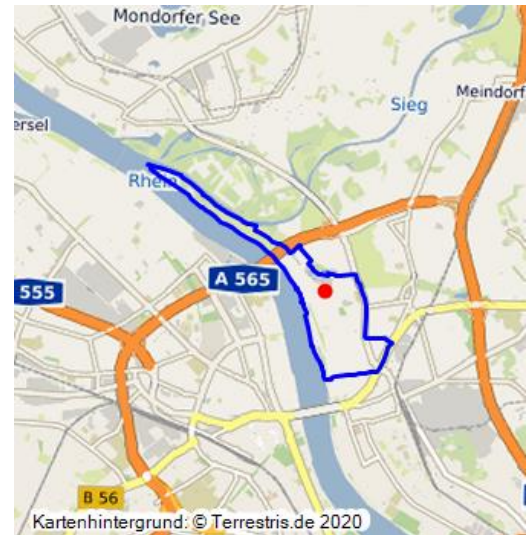 Mondorfer See
Sieg
Meindorf
ersel
Rhein
A 565
555
B 56
Kartenhintergrund: © Terrestris.de 2020